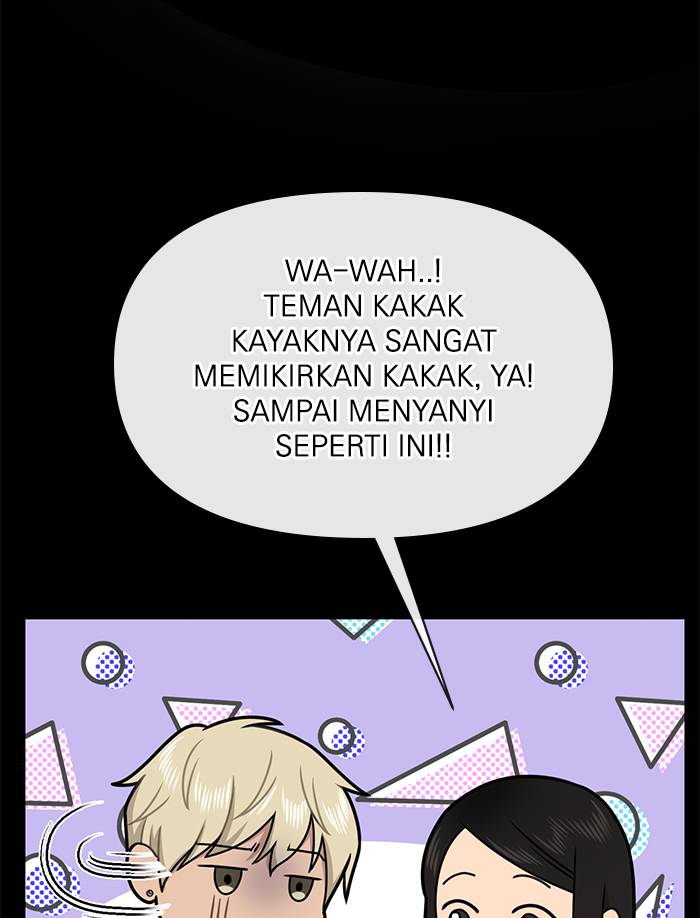 WA-WAH..!
TEMAN KAKAK
KAYAKNYA SANGAT
MEMIKIRKAN KAKAK, YA!
SAMPAI MENYANYI
SEPERTI INI!!